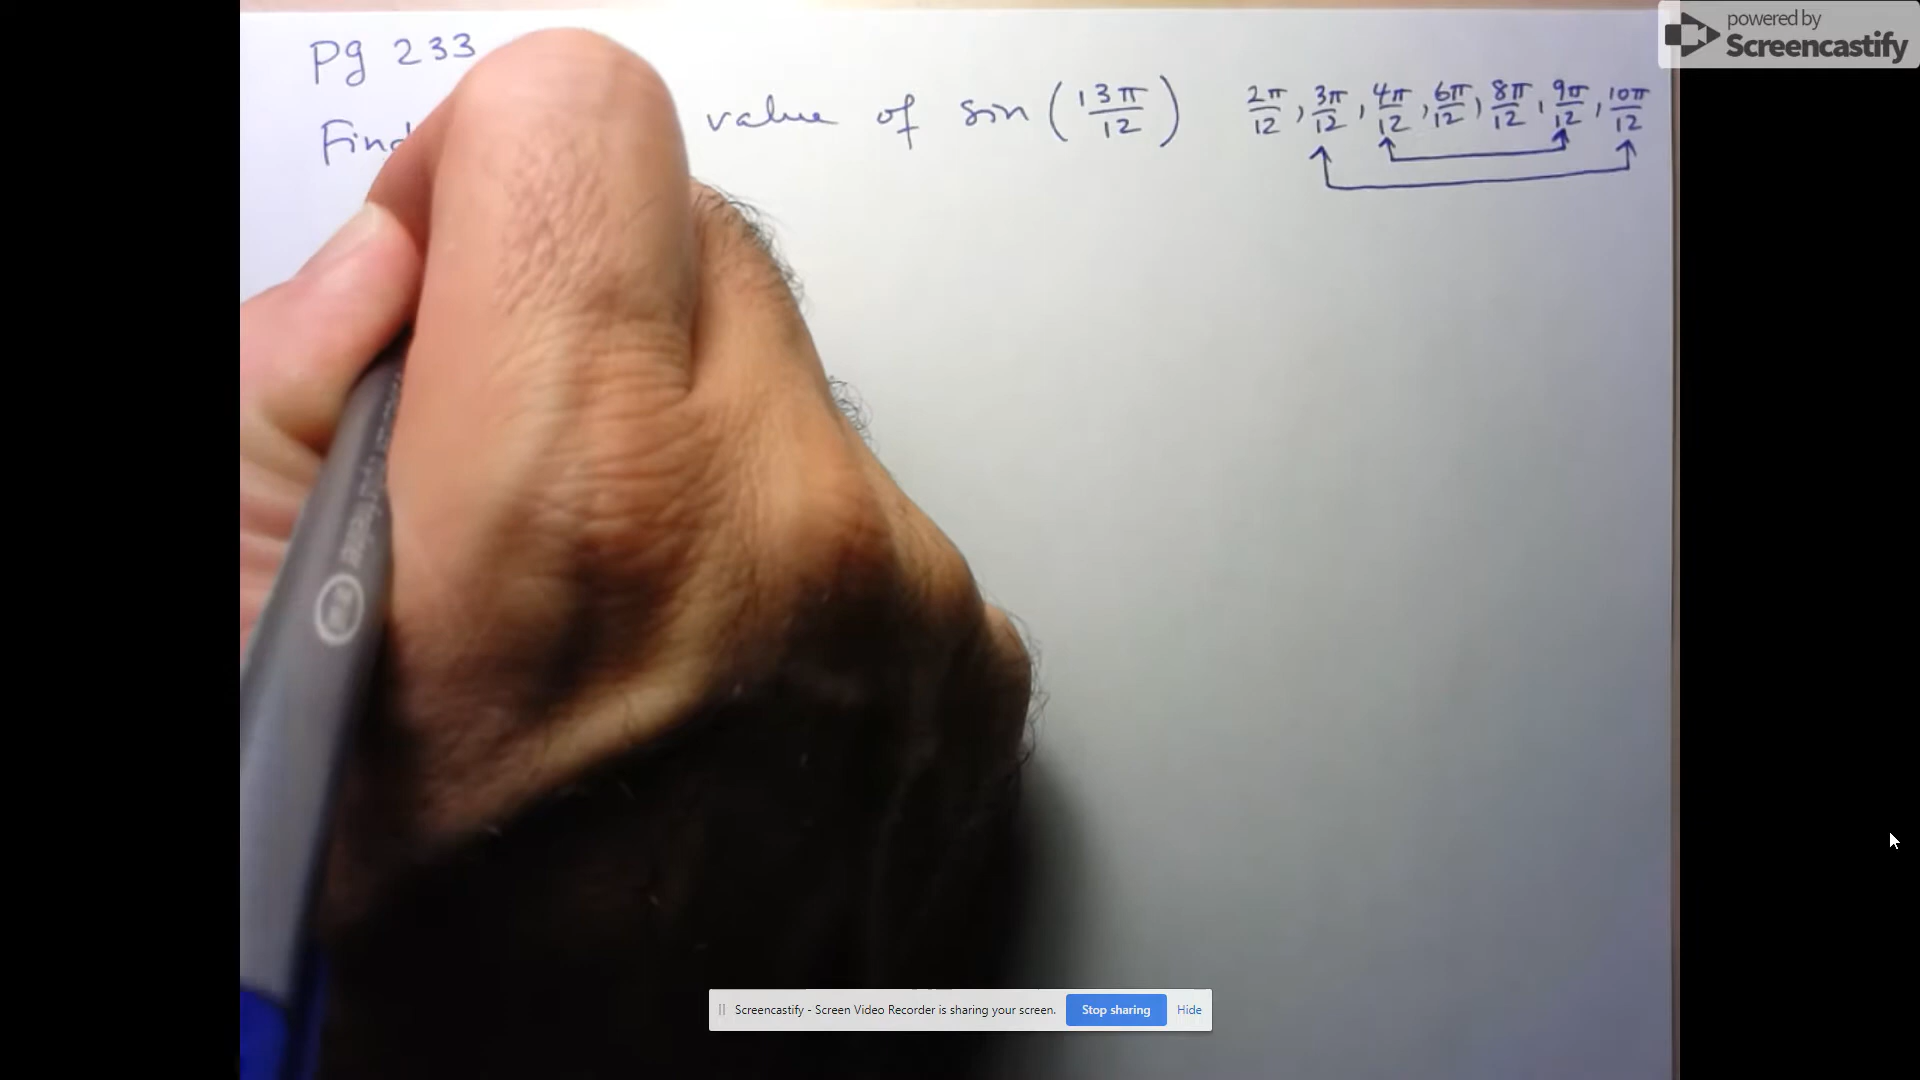 pg 233
Find value of sin (13π/12) 2π/12, 3π/12, 4π/12, 6π/12, 8π/12, 9π/12, 10π/12
powered by
Screencastify
Screencastify - Screen Video Recorder is sharing your screen. Stop sharing Hide